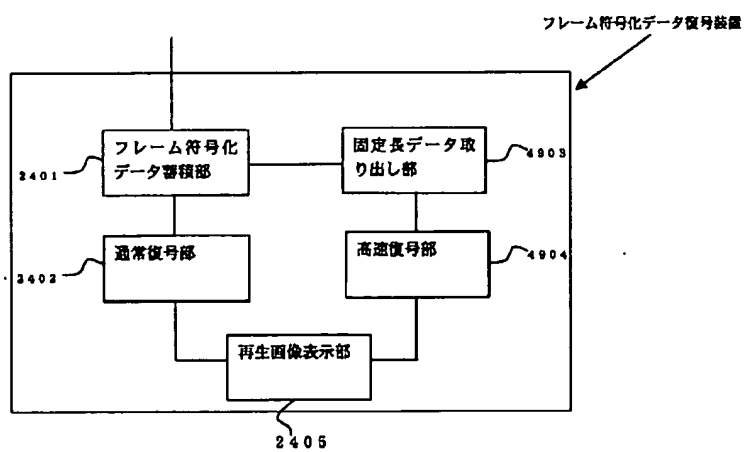 フレーム符号化データ復号装置
フレーム符号化
データ蓄積部
固定長データ取
り出し部
2401
4903
通常復号部
高速復号部
2402
4904
再生画像表示部
2405